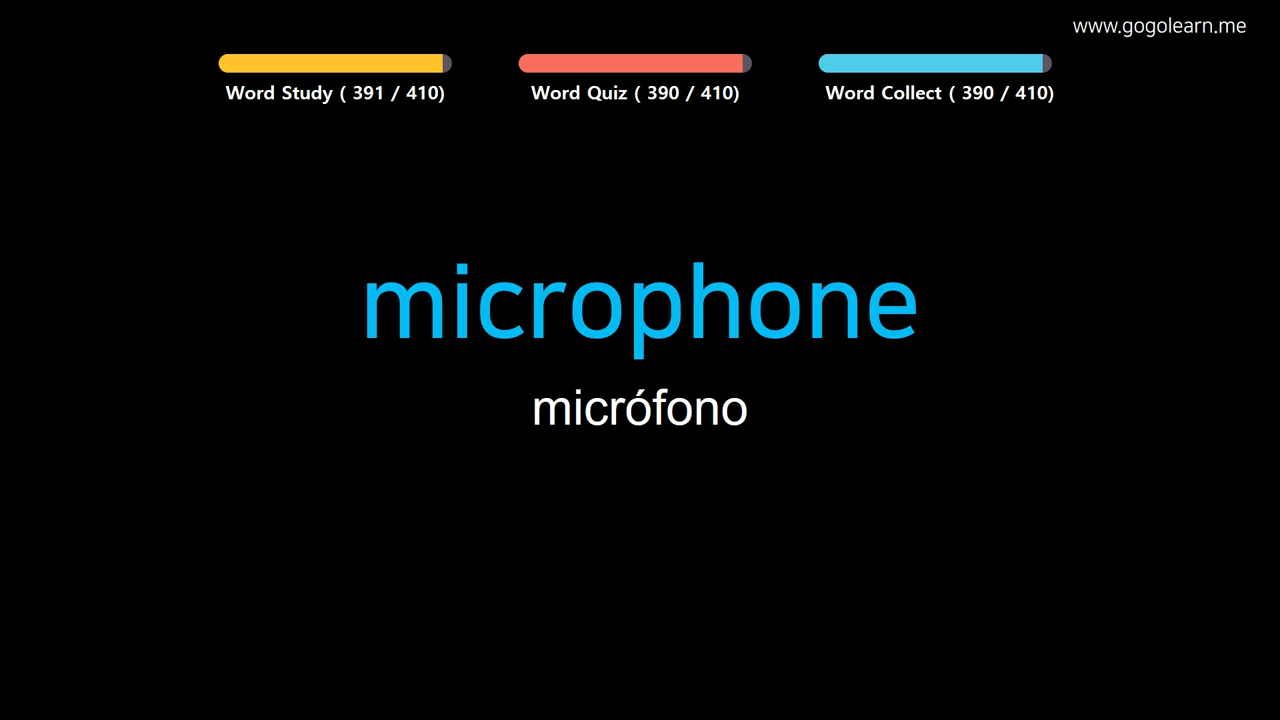 www.gogolearn.me
Word Study ( 391 / 410)
Word Quiz ( 390 / 410)
Word Collect ( 390 / 410)
microphone
micrófono